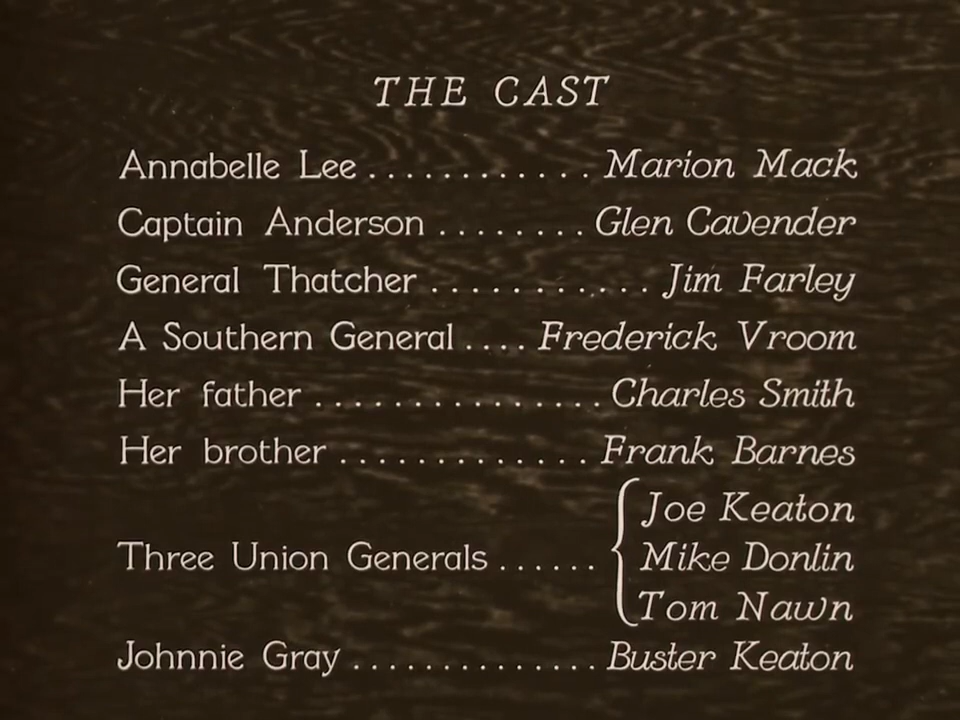 THE CAST
Annabelle Lee ............ Marion Mack
Captain Anderson ........ Glen Cavender
General Thatcher ........... Jim Farley
A Southern General .... Frederick Vroom
Her father ............... Charles Smith
Her brother ............. Frank Barnes
Joe Keaton
Three Union Generals ...... { Mike Donlin
Tom Nawn
Johnnie Gray .............. Buster Keaton